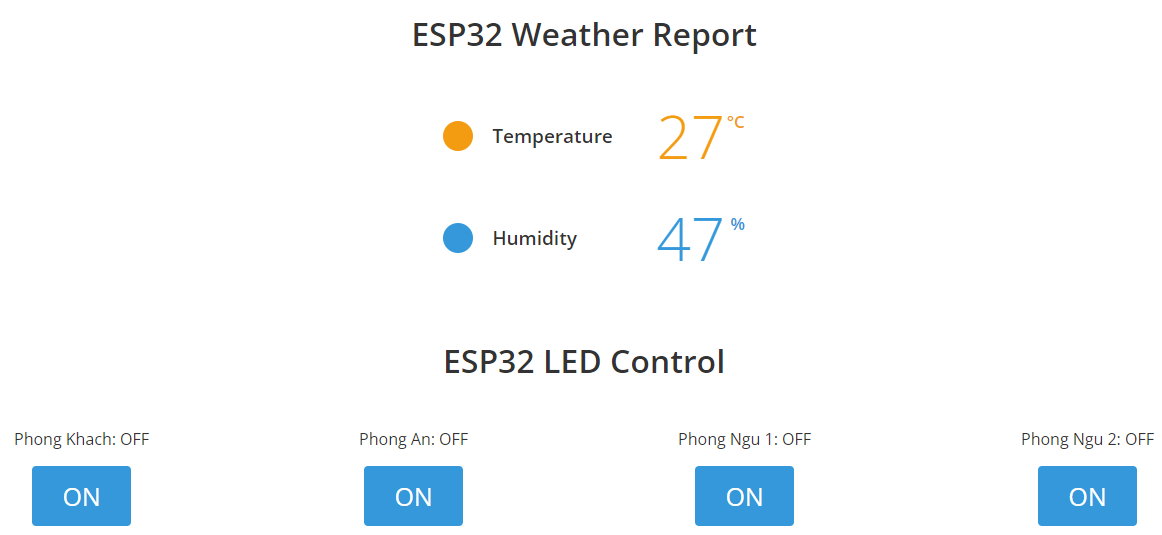 ESP32 Weather Report
Temperature 27 °C
Humidity 47 %
ESP32 LED Control
Phong Khach: OFF Phong An: OFF Phong Ngu 1: OFF Phong Ngu 2: OFF
ON ON ON ON